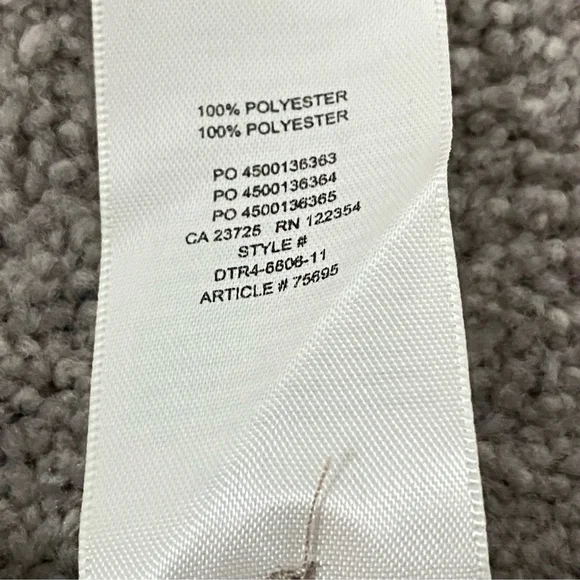 100% POLYESTER
100% POLYESTER
PO 4500136363
PO 4500136364
PO 4500136365
CA 23725 RN 122354
STYLE #
DTR4-6606-11
ARTICLE # 75695